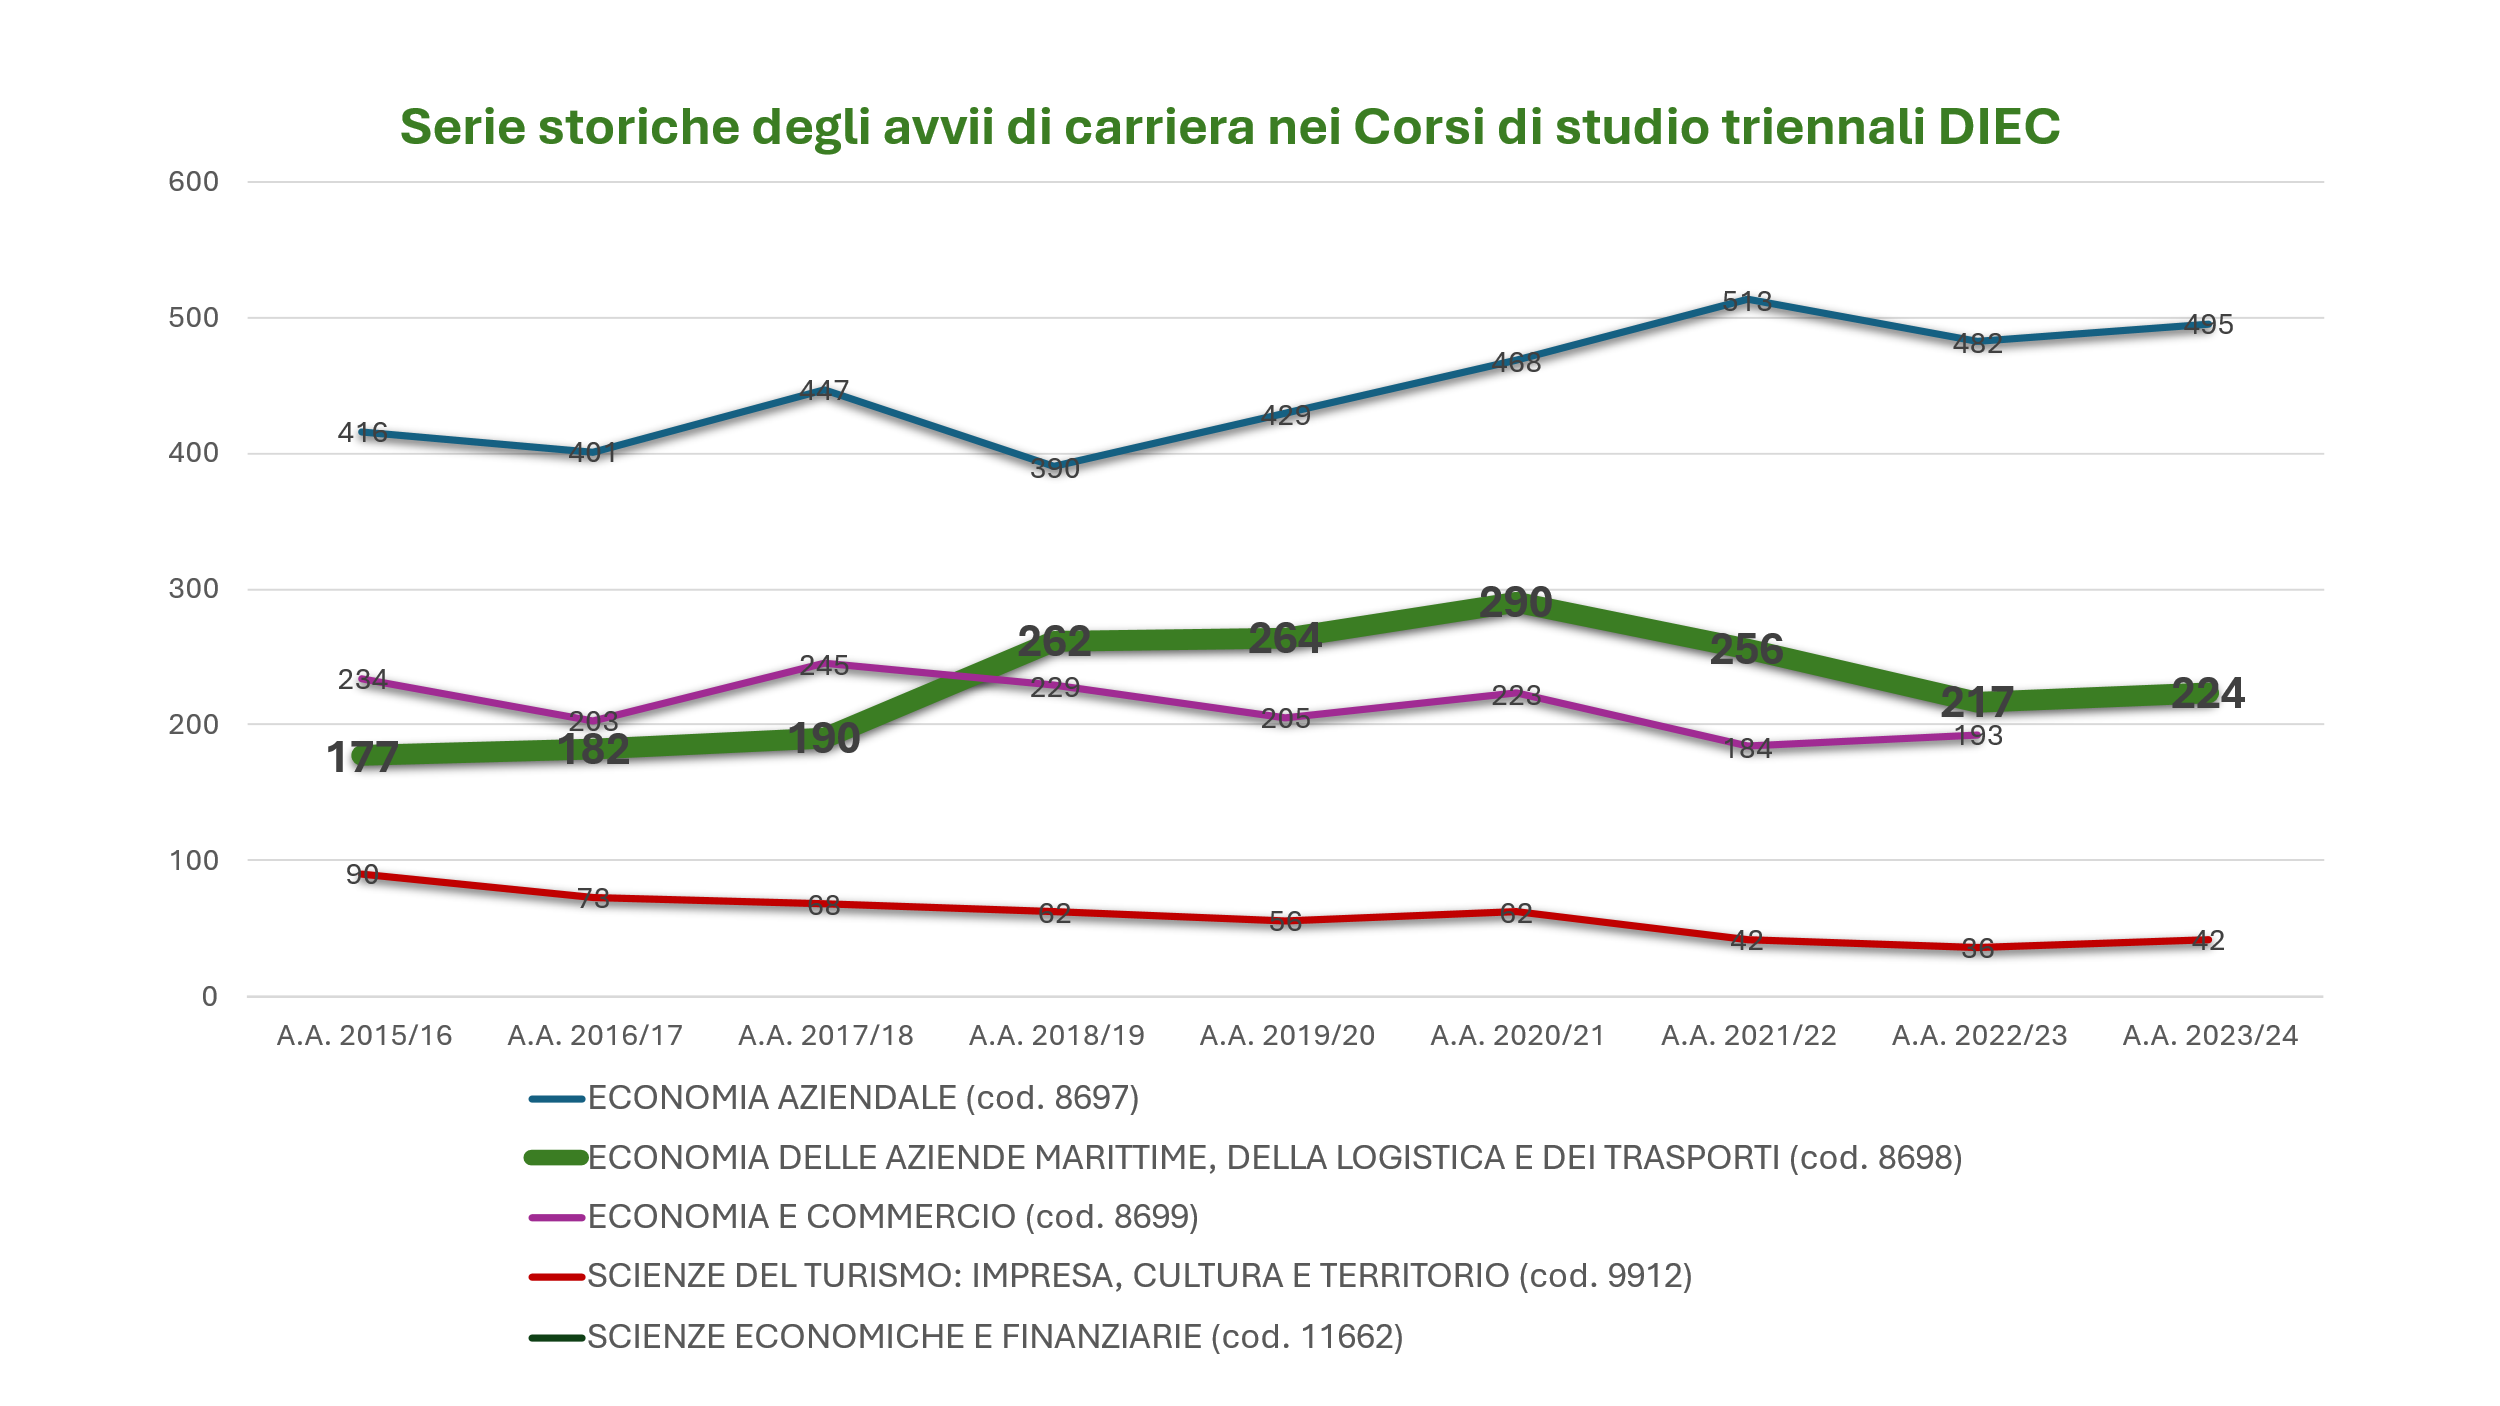 Serie storiche degli avvii di carriera nei Corsi di studio triennali DIEC
600
500
400
300
200
100
0
416
401
447
390
429
468
513
482
495
177
182
190
262
264
290
256
217
224
234
203
245
229
205
223
184
193
90
73
68
62
56
62
42
36
42
A.A. 2015/16
A.A. 2016/17
A.A. 2017/18
A.A. 2018/19
A.A. 2019/20
A.A. 2020/21
A.A. 2021/22
A.A. 2022/23
A.A. 2023/24
ECONOMIA AZIENDALE (cod. 8697)
ECONOMIA DELLE AZIENDE MARITTIME, DELLA LOGISTICA E DEI TRASPORTI (cod. 8698)
ECONOMIA E COMMERCIO (cod. 8699)
SCIENZE DEL TURISMO: IMPRESA, CULTURA E TERRITORIO (cod. 9912)
SCIENZE ECONOMICHE E FINANZIARIE (cod. 11662)